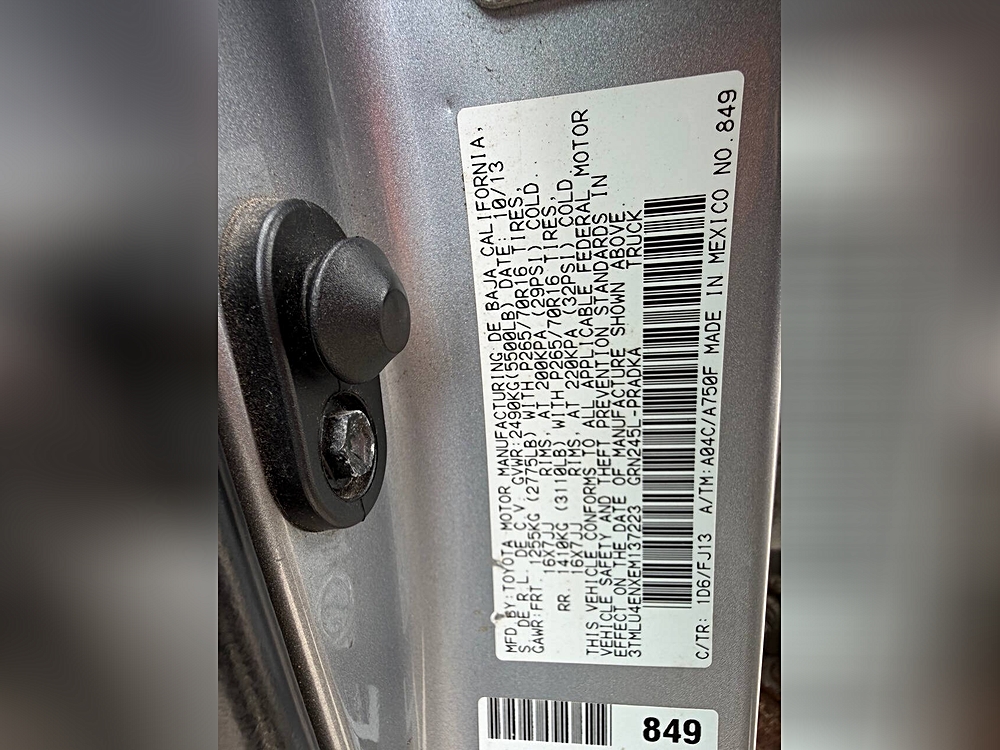 MFD.BY:TOYOTA MOTOR MANUFACTURING DE BAJA CALIFORNIA,
S. DE R.L. DE C.V. GVWR:2490KG(5500LB) DATE: 10/13
GAWR:FRT. 1255KG (2775LB) WITH P265/70R16 TIRES,
16X7JJ RIMS, AT 200KPA (29PSI) COLD.
RR. 1410KG (3110LB) WITH P265/70R16 TIRES,
16X7JJ RIMS, AT 220KPA (32PSI) COLD.
THIS VEHICLE CONFORMS TO ALL APPLICABLE FEDERAL MOTOR
VEHICLE SAFETY AND THEFT PREVENTION STANDARDS IN
EFFECT ON THE DATE OF MANUFACTURE SHOWN ABOVE.
3TMLU4ENXEM137223 GRN245L-PRADKA TRUCK
C/TR: 1D6/FJ13 A/TM:A04C/A750F MADE IN MEXICO NO.849
849